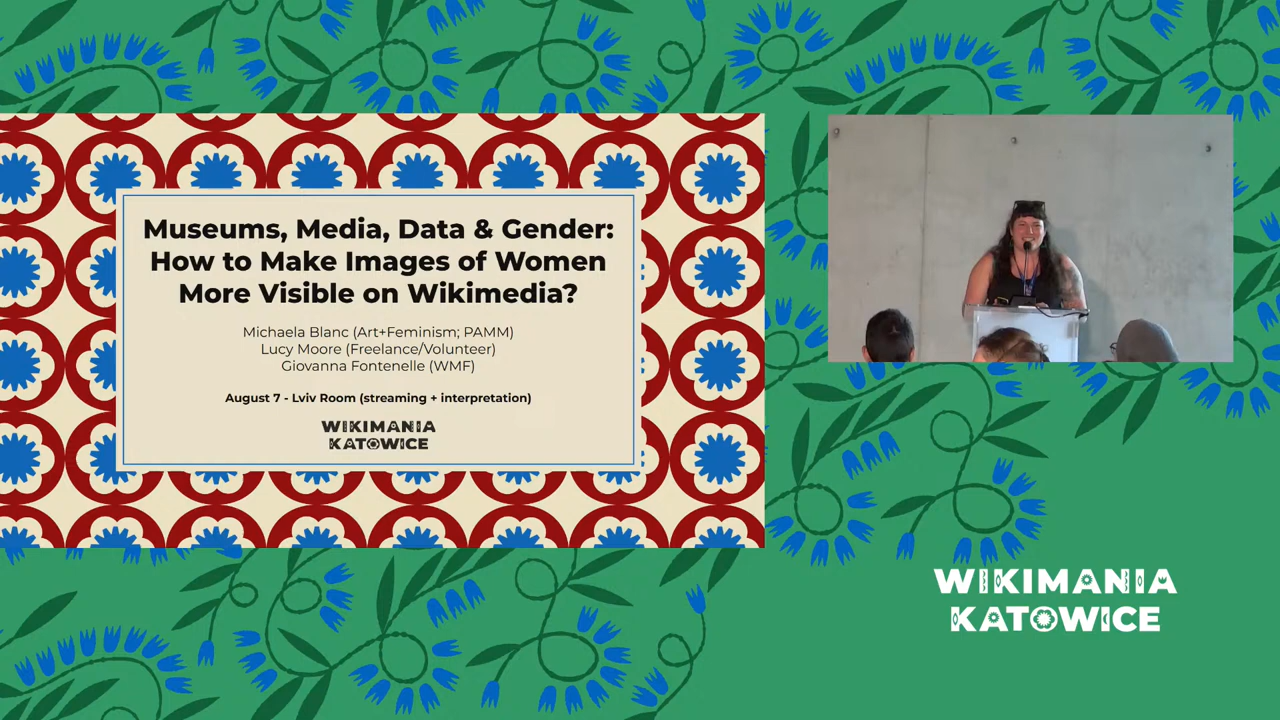 Museums, Media, Data & Gender:
How to Make Images of Women
More Visible on Wikimedia?
Michaela Blanc (Art+Feminism; PAMM)
Lucy Moore (Freelance/Volunteer)
Giovanna Fontenelle (WMF)
August 7 - Lviv Room (streaming + interpretation)
WIKIMANIA
KATOWICE
WIKIMANIA
KATOWICE